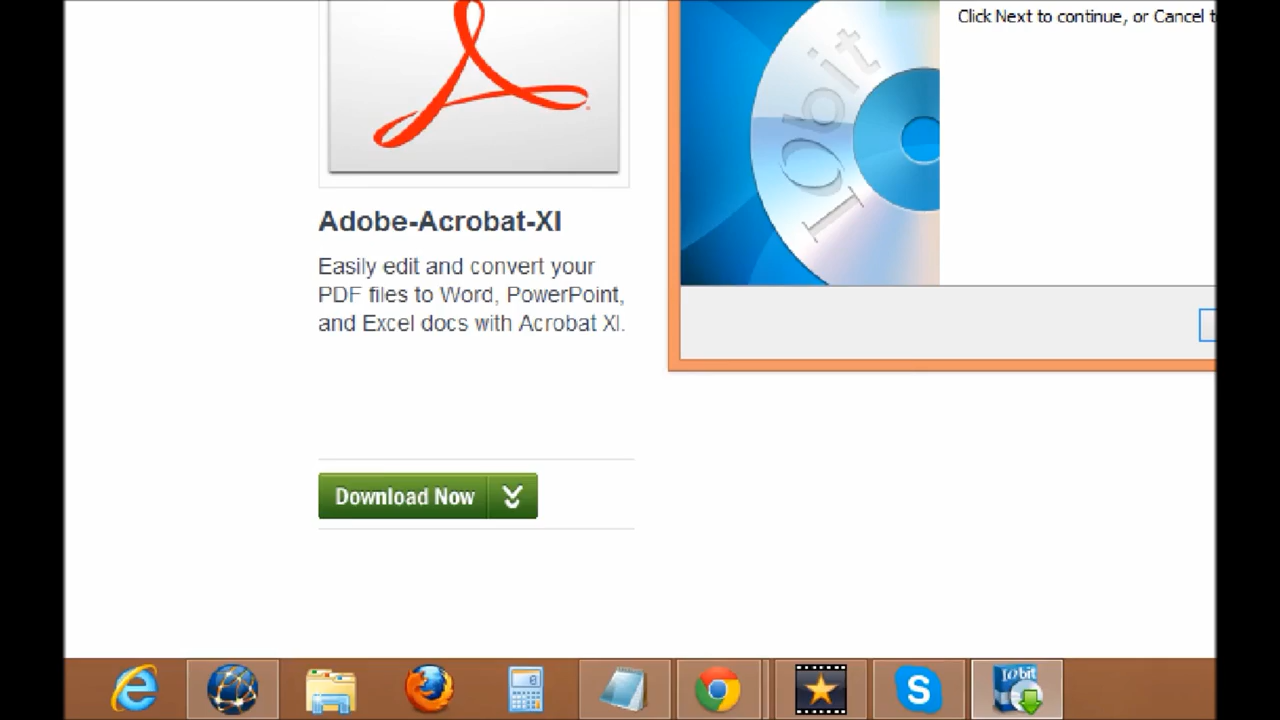 Click Next to continue, or Cancel t
IObit
Adobe-Acrobat-XI
Easily edit and convert your
PDF files to Word, PowerPoint,
and Excel docs with Acrobat XI.
Download Now
S
IObit